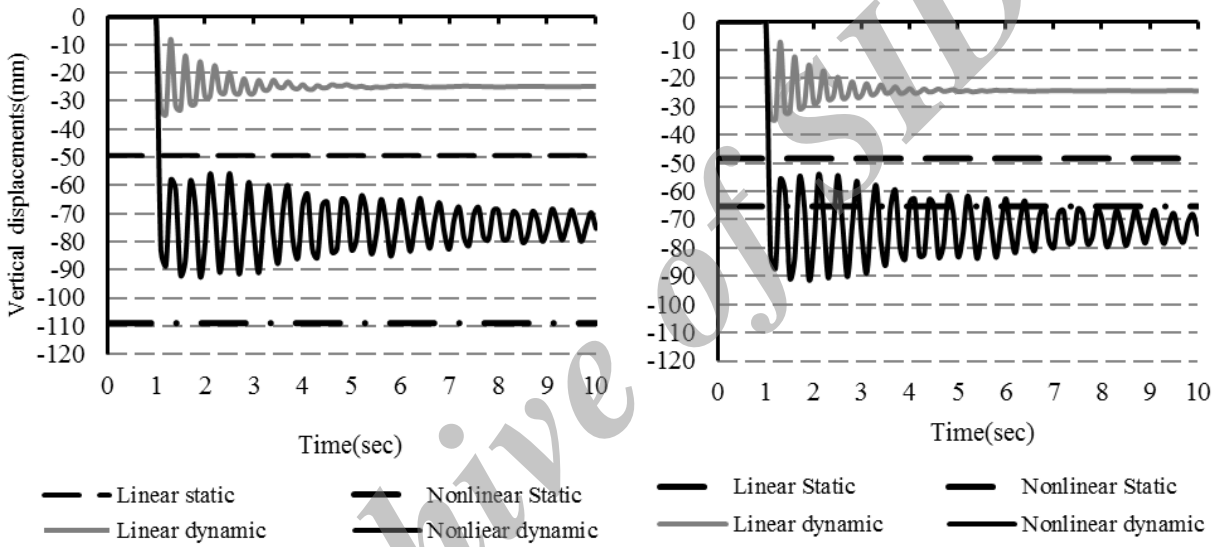 0
-10
-20
-30
-40
-50
-60
-70
-80
-90
-100
-110
-120
Vertical displacements(mm)
0 1 2 3 4 5 6 7 8 9 10
Time(sec)
Linear static Nonlinear Static
Linear dynamic Nonliear dynamic
0
-10
-20
-30
-40
-50
-60
-70
-80
-90
-100
-110
-120
0 1 2 3 4 5 6 7 8 9 10
Time(sec)
Linear Static Nonlinear Static
Linear dynamic Nonlinear dynamic
hive of SID